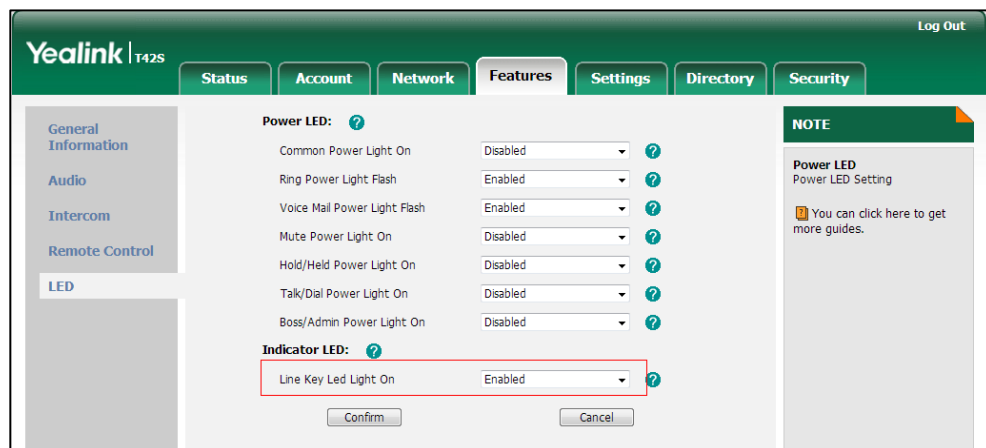 Log Out
Yealink T42S
Status Account Network Features Settings Directory Security
General
Information
Audio
Intercom
Remote Control
LED
Power LED: ?
Common Power Light On Disabled ?
Ring Power Light Flash Enabled ?
Voice Mail Power Light Flash Enabled ?
Mute Power Light On Disabled ?
Hold/Held Power Light On Disabled ?
Talk/Dial Power Light On Disabled ?
Boss/Admin Power Light On Disabled ?
Indicator LED: ?
Line Key Led Light On Enabled ?
Confirm Cancel
NOTE
Power LED
Power LED Setting
? You can click here to get
more guides.